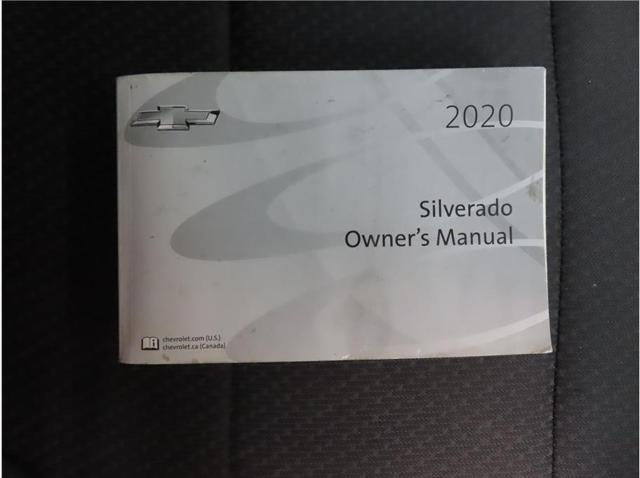 2020
Silverado
Owner's Manual
chevrolet.com (U.S.)
chevrolet.ca (Canada)